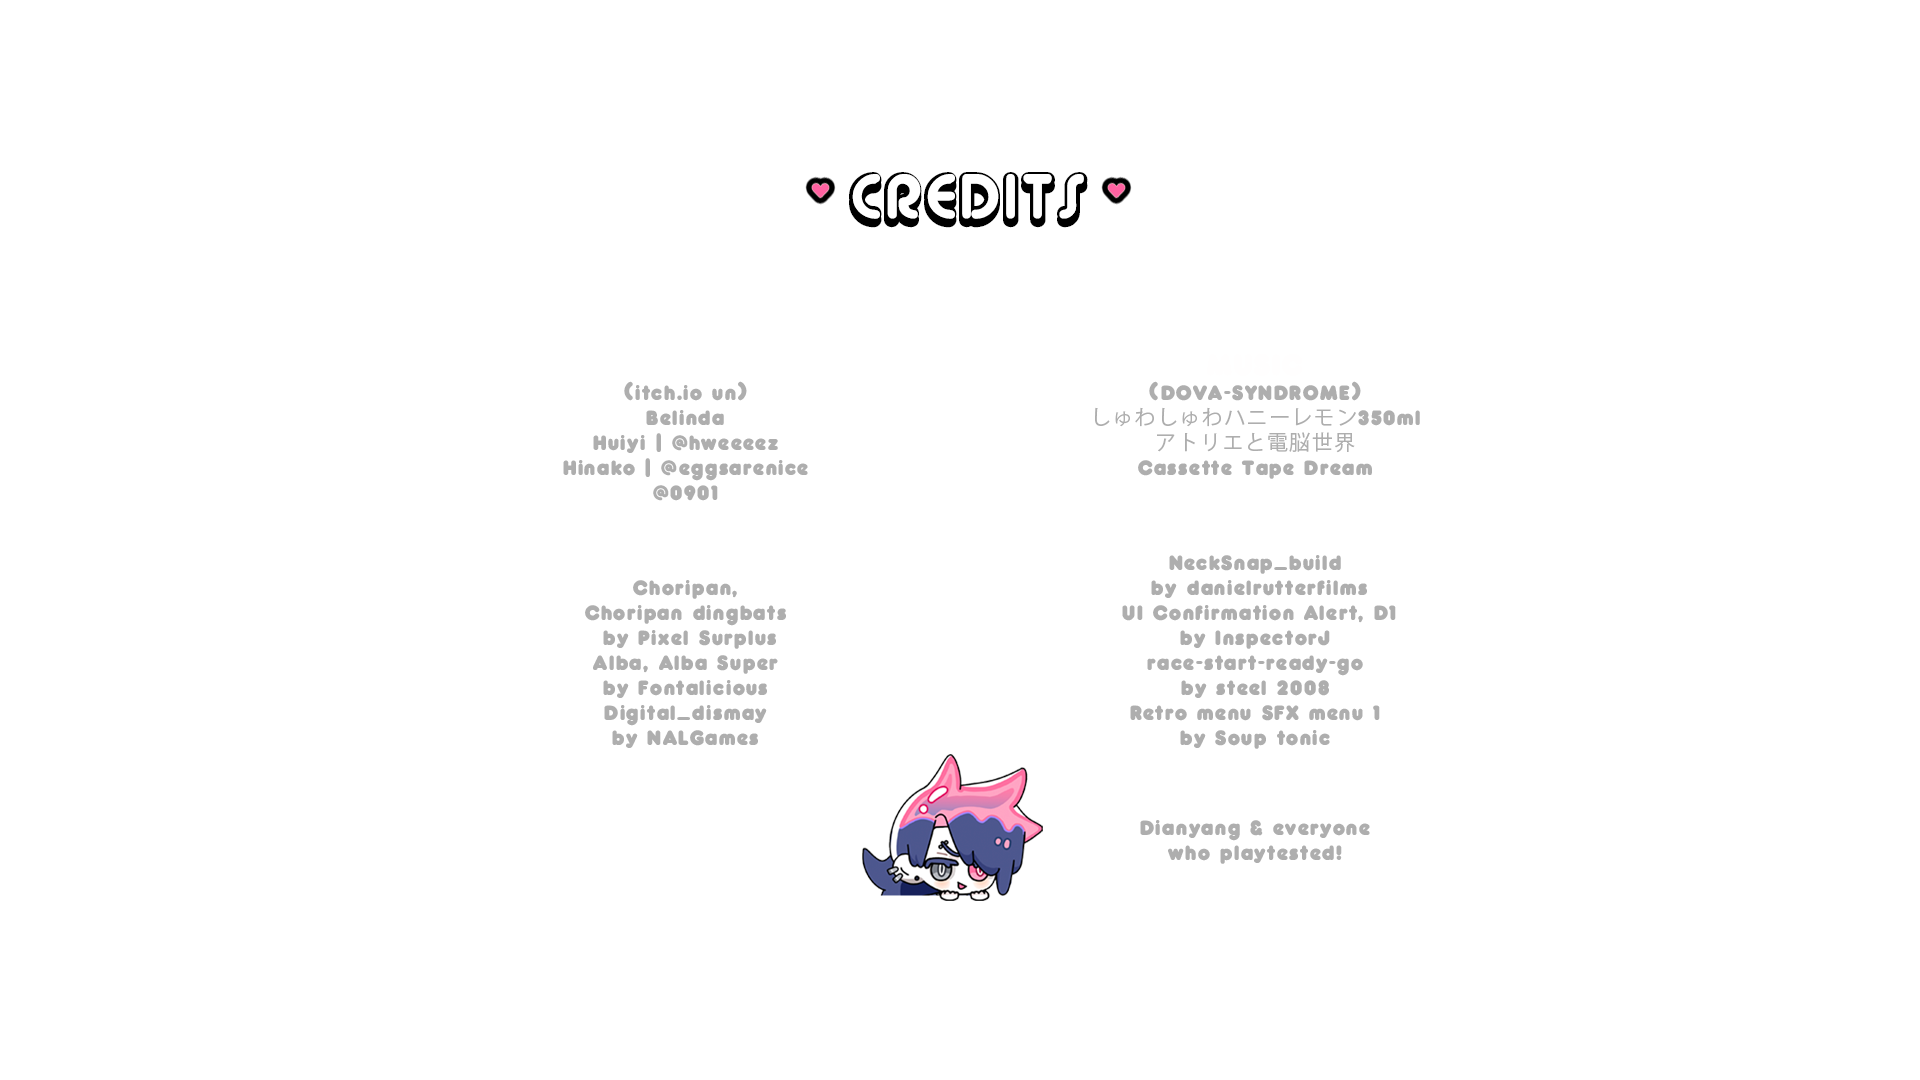 CREDITS
(itch.io un)
Belinda
Huiyi | @hweeeez
Hinako | @eggsarenice
@0901
Choripan,
Choripan dingbats
by Pixel Surplus
Alba, Alba Super
by Fontalicious
Digital_dismay
by NALGames
(DOVA-SYNDROME)
しゅわしゅわハニーレモン350ml
アトリエと電脳世界
Cassette Tape Dream
NeckSnap_build
by danielrutterfilms
UI Confirmation Alert, D1
by InspectorJ
race-start-ready-go
by steel 2008
Retro menu SFX menu 1
by Soup tonic
Dianyang & everyone
who playtested!